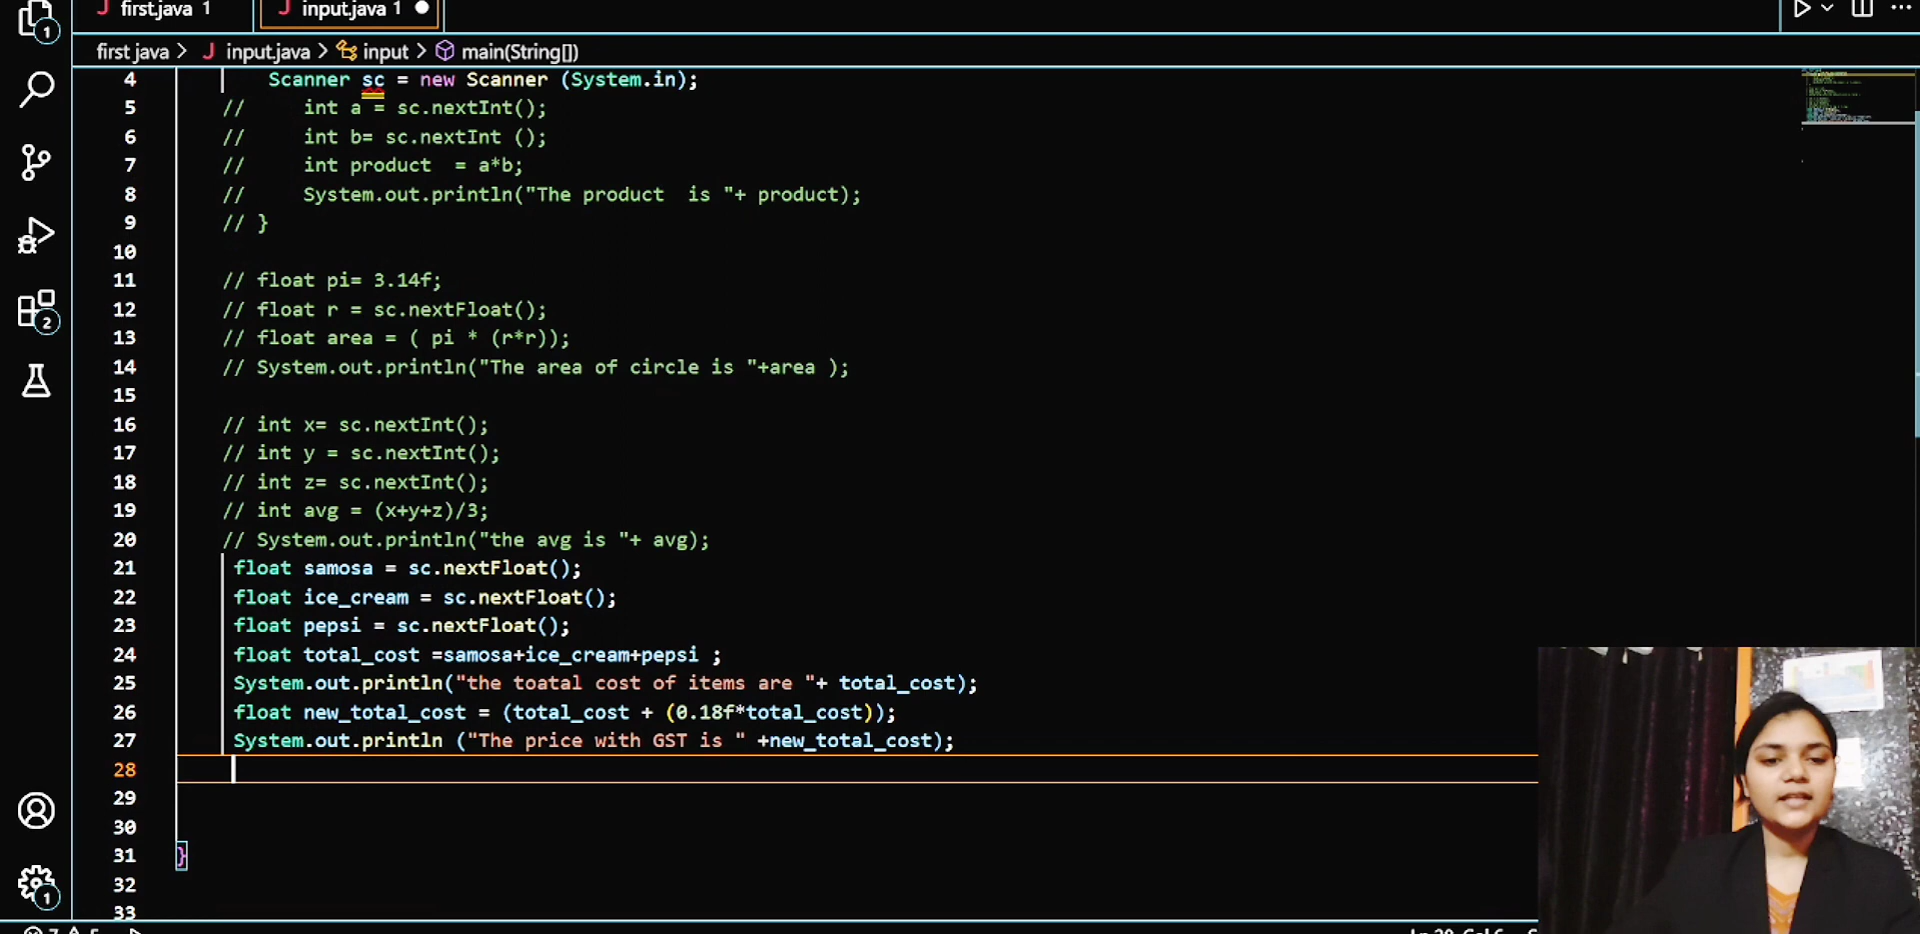 first.java 1 input.java 1
first java > input.java > input > main(String[])
4 Scanner sc = new Scanner (System.in);
5 // int a = sc.nextInt();
6 // int b= sc.nextInt ();
7 // int product  = a*b;
8 // System.out.println("The product  is "+ product);
9 // }
10
11 // float pi= 3.14f;
12 // float r = sc.nextFloat();
13 // float area = ( pi * (r*r));
14 // System.out.println("The area of circle is "+area );
15
16 // int x= sc.nextInt();
17 // int y = sc.nextInt();
18 // int z= sc.nextInt();
19 // int avg = (x+y+z)/3;
20 // System.out.println("the avg is "+ avg);
21 float samosa = sc.nextFloat();
22 float ice_cream = sc.nextFloat();
23 float pepsi = sc.nextFloat();
24 float total_cost =samosa+ice_cream+pepsi ;
25 System.out.println("the toatal cost of items are "+ total_cost);
26 float new_total_cost = (total_cost + (0.18f*total_cost));
27 System.out.println ("The price with GST is " +new_total_cost);
28
29
30
31 }
32
33
1
2
1